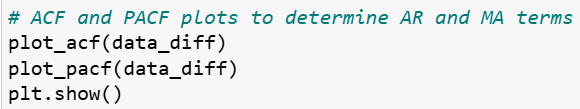 # ACF and PACF plots to determine AR and MA terms
plot_acf(data_diff)
plot_pacf(data_diff)
plt.show()